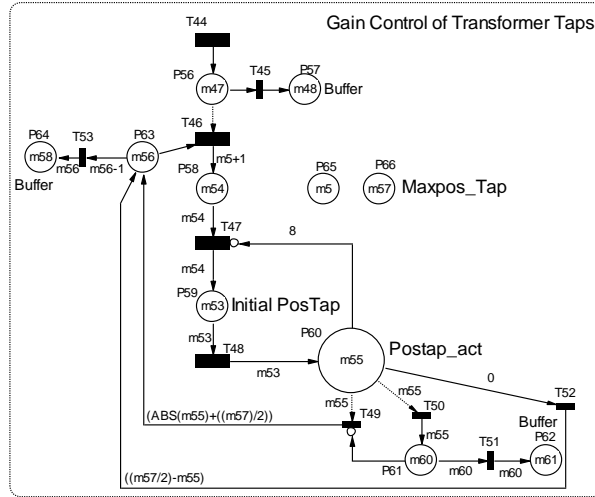 T44
Gain Control of Transformer Taps
P56
T45
P57
m47
m48
Buffer
P64
T53
P63
T46
m58
m56
m56-1
m56
m5+1
P65
P66
Buffer
P58
m54
m5
m57
Maxpos_Tap
m54
T47
8
m54
P59
m53
Initial PosTap
m53
P60
T48
m53
m55
Postap_act
0
T52
m55
m55
T50
(ABS(m55)+((m57)/2))
T49
m55
Buffer
T51
P62
((m57/2)-m55)
P61
m60
m60
m60
m61